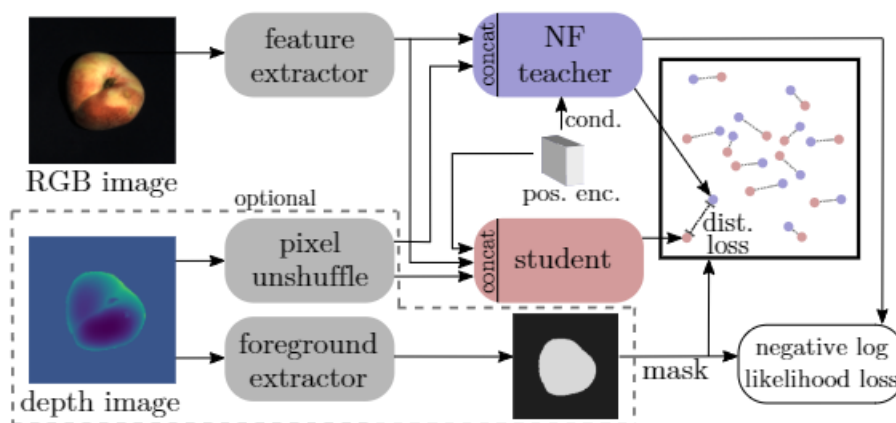 feature
extractor
concat
NF
teacher
RGB image
cond.
pos. enc.
optional
pixel
unshuffle
concat
student
dist.
loss
depth image
foreground
extractor
mask
negative log
likelihood loss